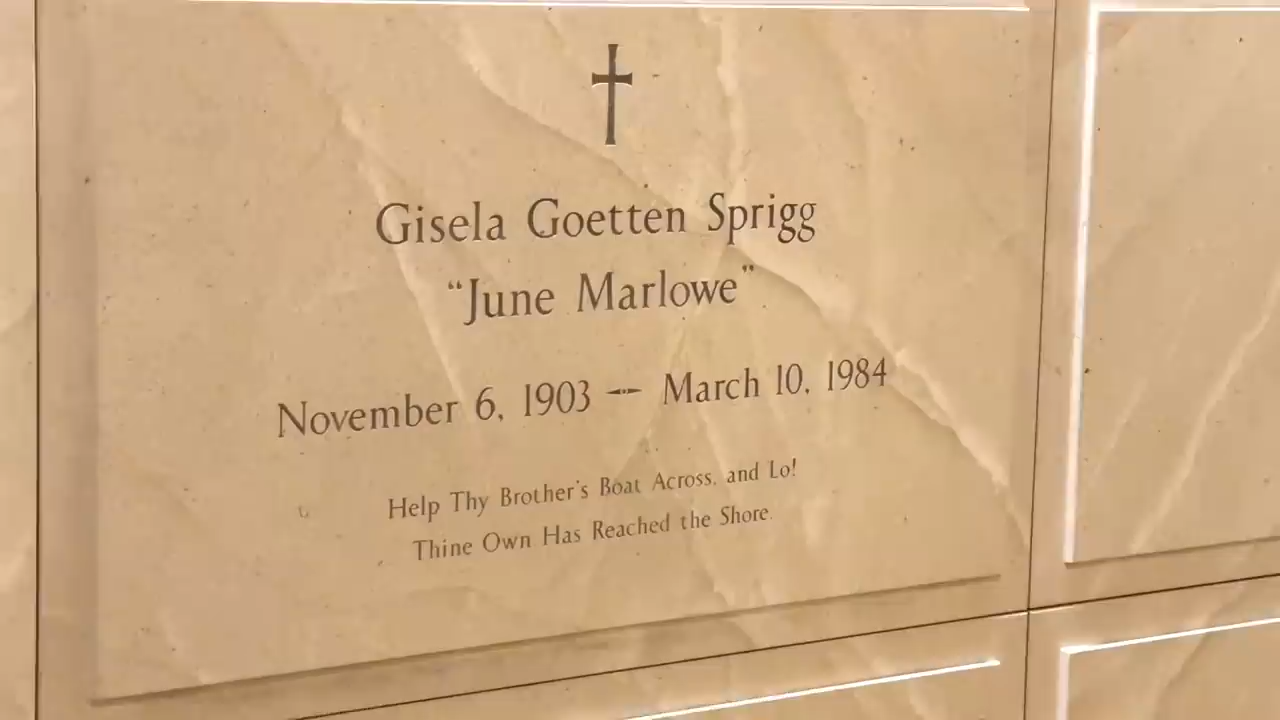 Gisela Goetten Sprigg
“June Marlowe”
November 6, 1903 — March 10, 1984
Help Thy Brother's Boat Across, and Lo!
Thine Own Has Reached the Shore.